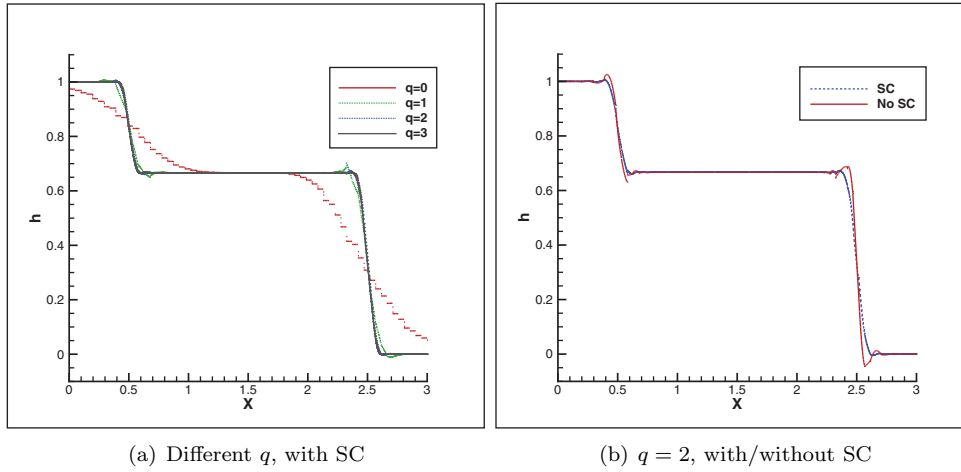 q=0
q=1
q=2
q=3
h
1
0.8
0.6
0.4
0.2
0
0 0.5 1 1.5 2 2.5 3
X
(a) Different q, with SC
SC
No SC
h
1
0.8
0.6
0.4
0.2
0
0 0.5 1 1.5 2 2.5 3
X
(b) q = 2, with/without SC